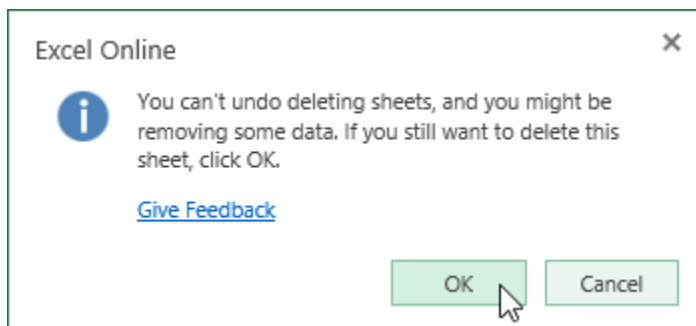 Excel Online
You can't undo deleting sheets, and you might be
removing some data. If you still want to delete this
sheet, click OK.
Give Feedback
OK
Cancel